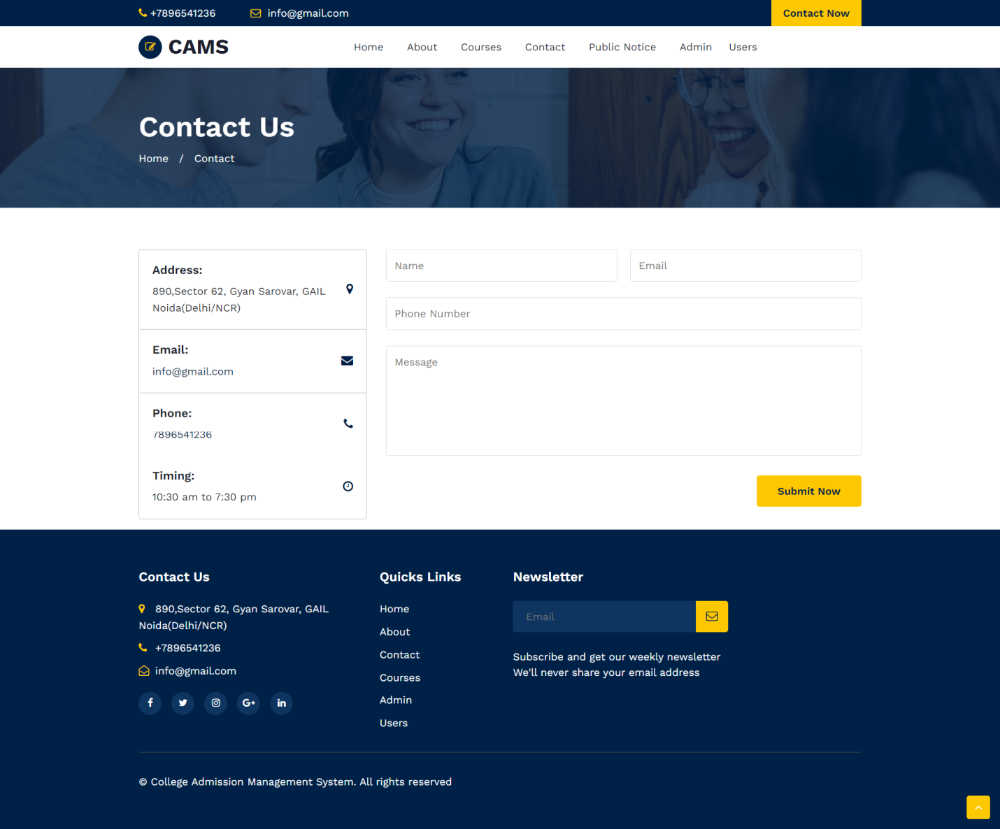 +7896541236
info@gmail.com
Contact Now
CAMS
Home
About
Courses
Contact
Public Notice
Admin
Users
Contact Us
Home / Contact
Address:
890,Sector 62, Gyan Sarovar, GAIL
Noida(Delhi/NCR)
Email:
info@gmail.com
Phone:
7896541236
Timing:
10:30 am to 7:30 pm
Name
Email
Phone Number
Message
Submit Now
Contact Us
890,Sector 62, Gyan Sarovar, GAIL
Noida(Delhi/NCR)
+7896541236
info@gmail.com
Quicks Links
Home
About
Contact
Courses
Admin
Users
Newsletter
Email
Subscribe and get our weekly newsletter
We'll never share your email address
© College Admission Management System. All rights reserved